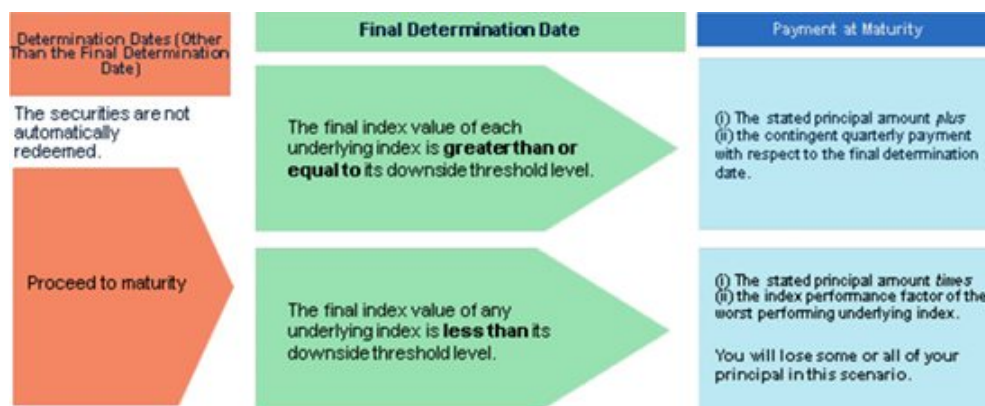 Determination Dates (Other
Than the Final Determination
Date)
The securities are not
automatically
redeemed.
Proceed to maturity
Final Determination Date
The final index value of each
underlying index is greater than or
equal to its downside threshold level.
The final index value of any
underlying index is less than its
downside threshold level.
Payment at Maturity
(i) The stated principal amount plus
(ii) the contingent quarterly payment
with respect to the final determination
date.
(i) The stated principal amount times
(ii) the index performance factor of the
worst performing underlying index.
You will lose some or all of your
principal in this scenario.